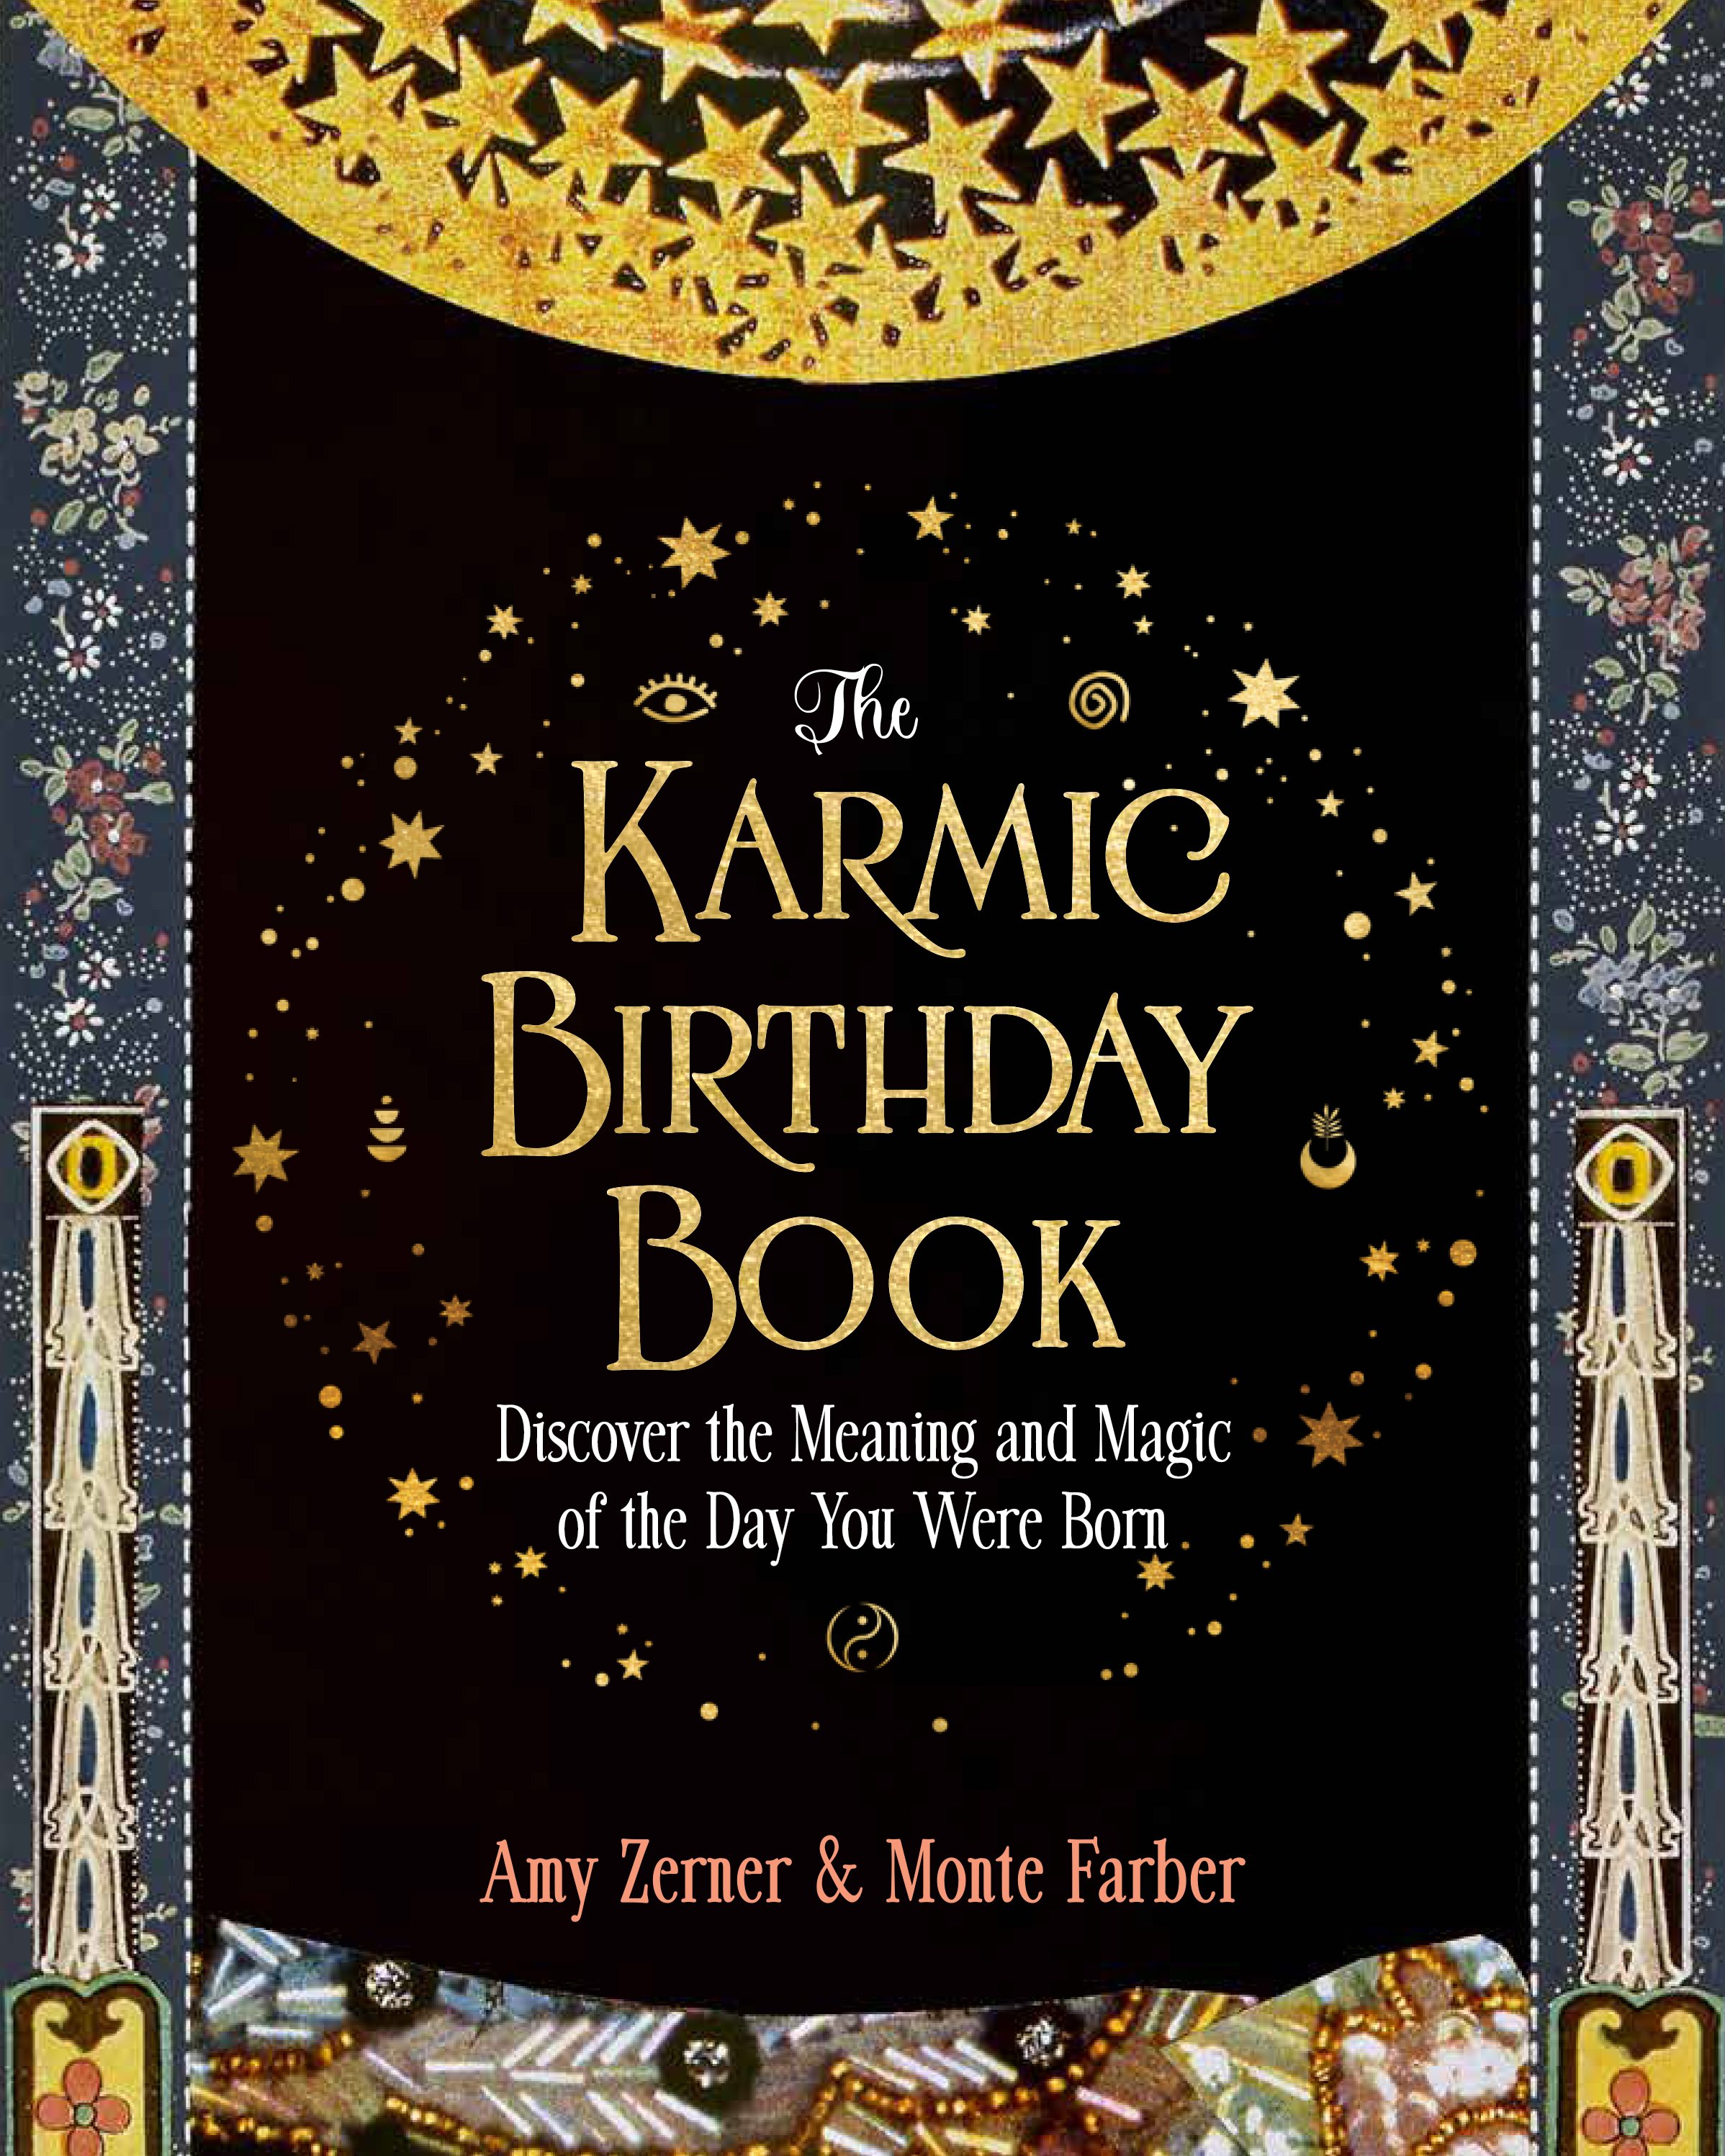 The
Karmic
Birthday
Book
Discover the Meaning and Magic
of the Day You Were Born
Amy Zerner & Monte Farber